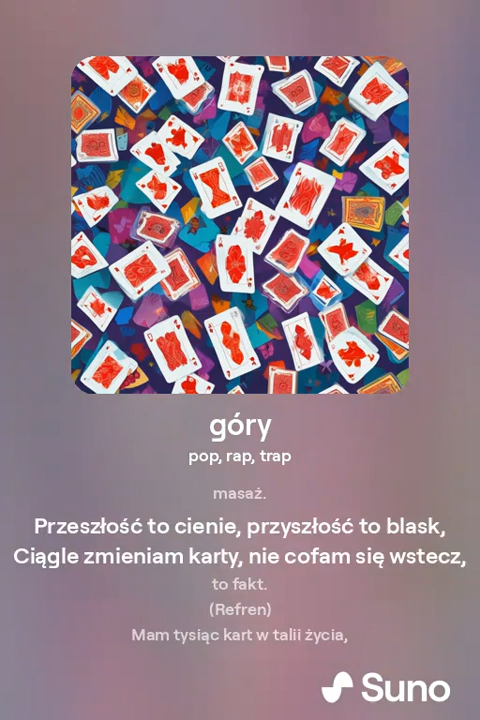 góry
pop, rap, trap
masaż.
Przeszłość to cienie, przyszłość to blask,
Ciągle zmieniam karty, nie cofam się wstecz,
to fakt.
(Refren)
Mam tysiąc kart w talii życia,
Suno